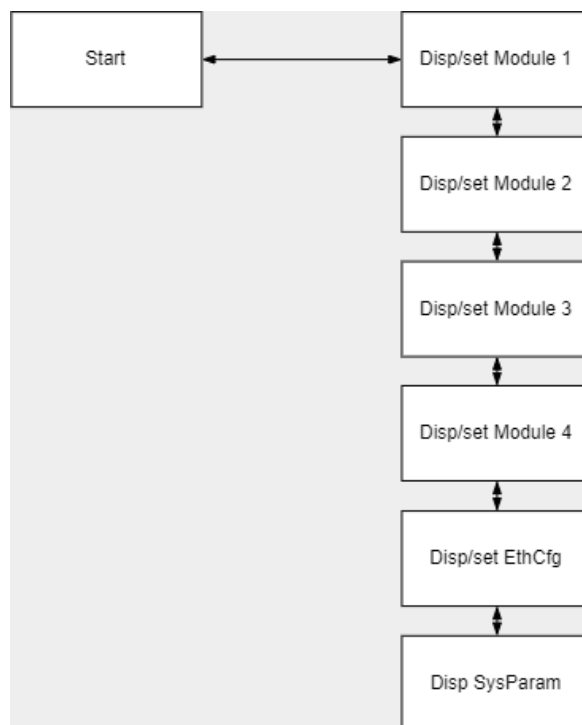 Start
Disp/set Module 1
Disp/set Module 2
Disp/set Module 3
Disp/set Module 4
Disp/set EthCfg
Disp SysParam